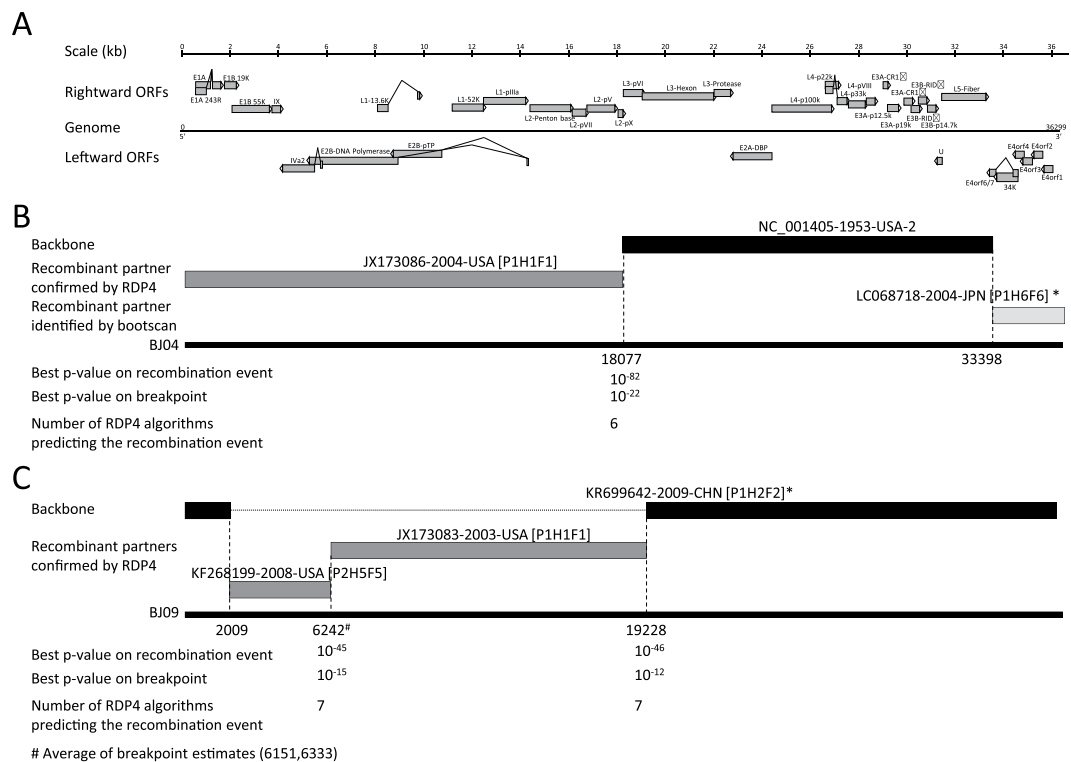 A
Scale (kb)
0 2 4 6 8 10 12 14 16 18 20 22 24 26 28 30 32 34 36
Rightward ORFs
E1A
E1B 19K
E1A 243R
E1B 55K
IX
L1-13.6K
L1-52K
L1-pIIIa
L2-Penton base
L2-pVII
L2-pV
L2-pX
L3-pVI
L3-Hexon
L3-Protease
L4-p100k
L4-p22k
L4-p33k
L4-pVIII
E3A-p12.5k
E3A-CR1☒
E3A-p19k
E3A-CR1☒
E3B-RID☒
E3B-RID☒
E3B-p14.7k
L5-Fiber
Genome
0
36299
5'
3'
Leftward ORFs
IVa2
E2B-DNA Polymerase
E2B-pTP
E2A-DBP
U
E4orf6/7
34K
E4orf4
E4orf3
E4orf2
E4orf1
B
NC_001405-1953-USA-2
Backbone
JX173086-2004-USA [P1H1F1]
Recombinant partner
confirmed by RDP4
LC068718-2004-JPN [P1H6F6] *
Recombinant partner
identified by bootscan
BJ04
18077 33398
Best p-value on recombination event 10-82
Best p-value on breakpoint 10-22
Number of RDP4 algorithms 6
predicting the recombination event
C
KR699642-2009-CHN [P1H2F2]*
Backbone
JX173083-2003-USA [P1H1F1]
Recombinant partners
confirmed by RDP4
KF268199-2008-USA [P2H5F5]
BJ09
2009 6242# 19228
Best p-value on recombination event 10-45 10-46
Best p-value on breakpoint 10-15 10-12
Number of RDP4 algorithms 7 7
predicting the recombination event
# Average of breakpoint estimates (6151,6333)